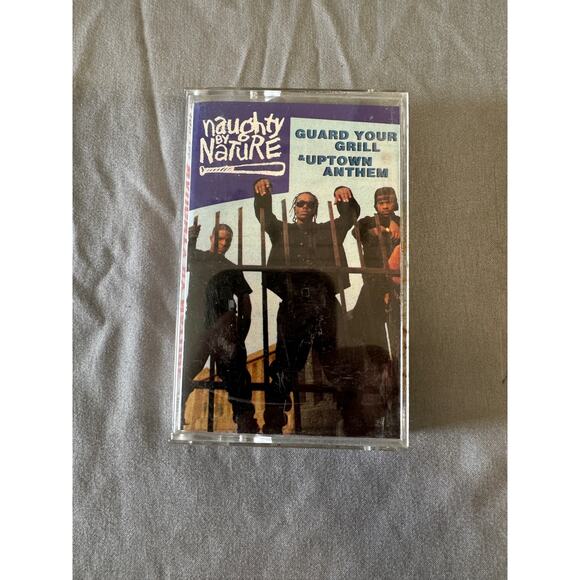 naughty
BY
NATURE
GUARD YOUR
GRILL
& UPTOWN
ANTHEM